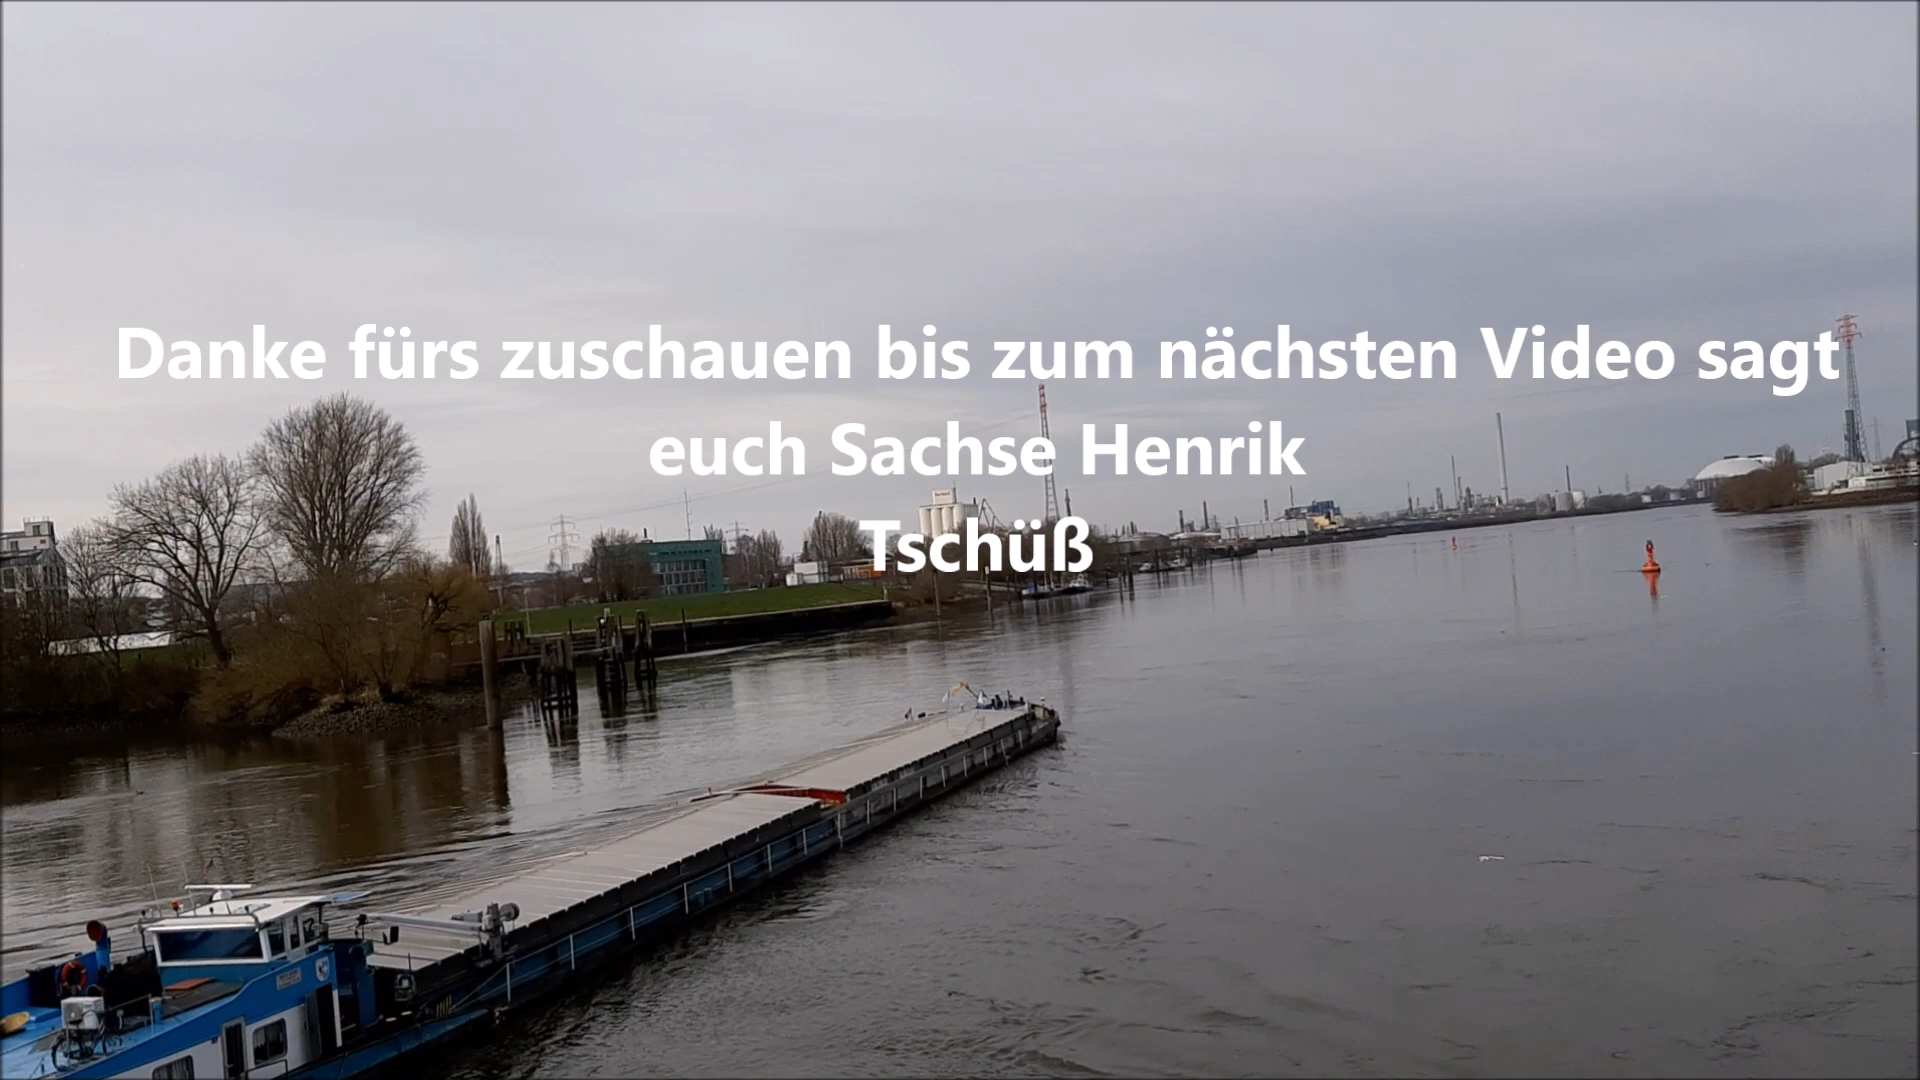 Danke fürs zuschauen bis zum nächsten Video sagt
euch Sachse Henrik
Tschüß